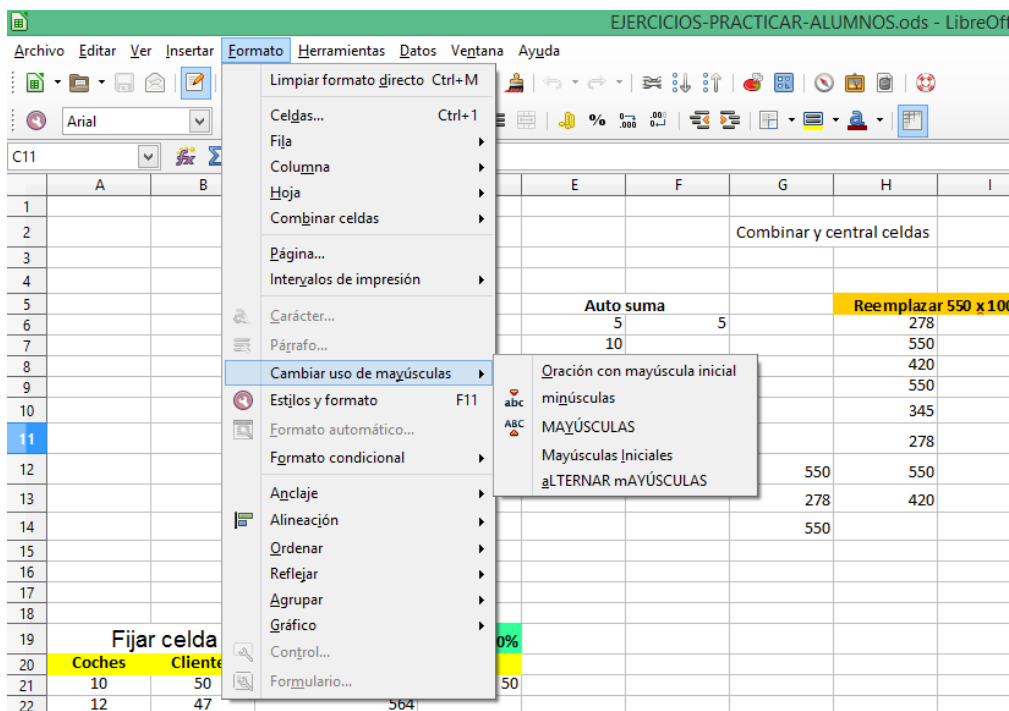 EJERCICIOS-PRACTICAR-ALUMNOS.ods - LibreOff
Archivo Editar Ver Insertar Formato Herramientas Datos Ventana Ayuda
Arial
C11
A B E F G H I
Limpiar formato directo Ctrl+M
Celdas... Ctrl+1
Fila
Columna
Hoja
Combinar celdas
Página...
Intervalos de impresión
Carácter...
Párrafo...
Cambiar uso de mayúsculas
Estilos y formato F11
Formato automático...
Formato condicional
Anclaje
Alineación
Ordenar
Reflejar
Agrupar
Gráfico
Control...
Formulario...
Oración con mayúscula inicial
abc minúsculas
ABC MAYÚSCULAS
Mayúsculas Iniciales
aLTERNAR mAYÚSCULAS
1
2 Combinar y central celdas
3
4
5 Auto suma Reemplazar 550 x 100
6 5 5 278
7 10 550
8 420
9 550
10 345
11 278
12 550 550
13 278 420
14 550
15
16
17
18
19 Fijar celda 0%
20 Coches Cliente
21 10 50 50
22 12 47 564